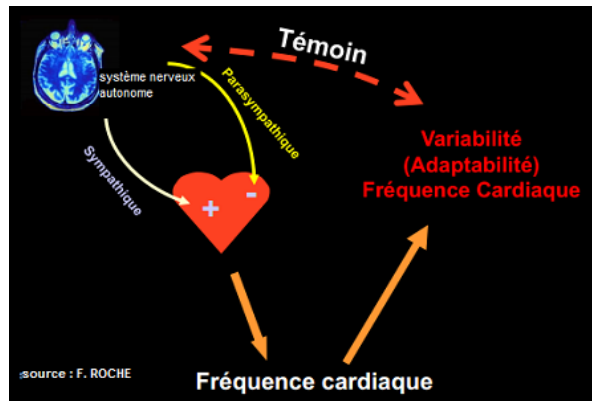 Témoin
système nerveux
autonome
Parasympathique
Sympathique
Variabilité
(Adaptabilité)
Fréquence Cardiaque
+
-
source : F. ROCHE
Fréquence cardiaque